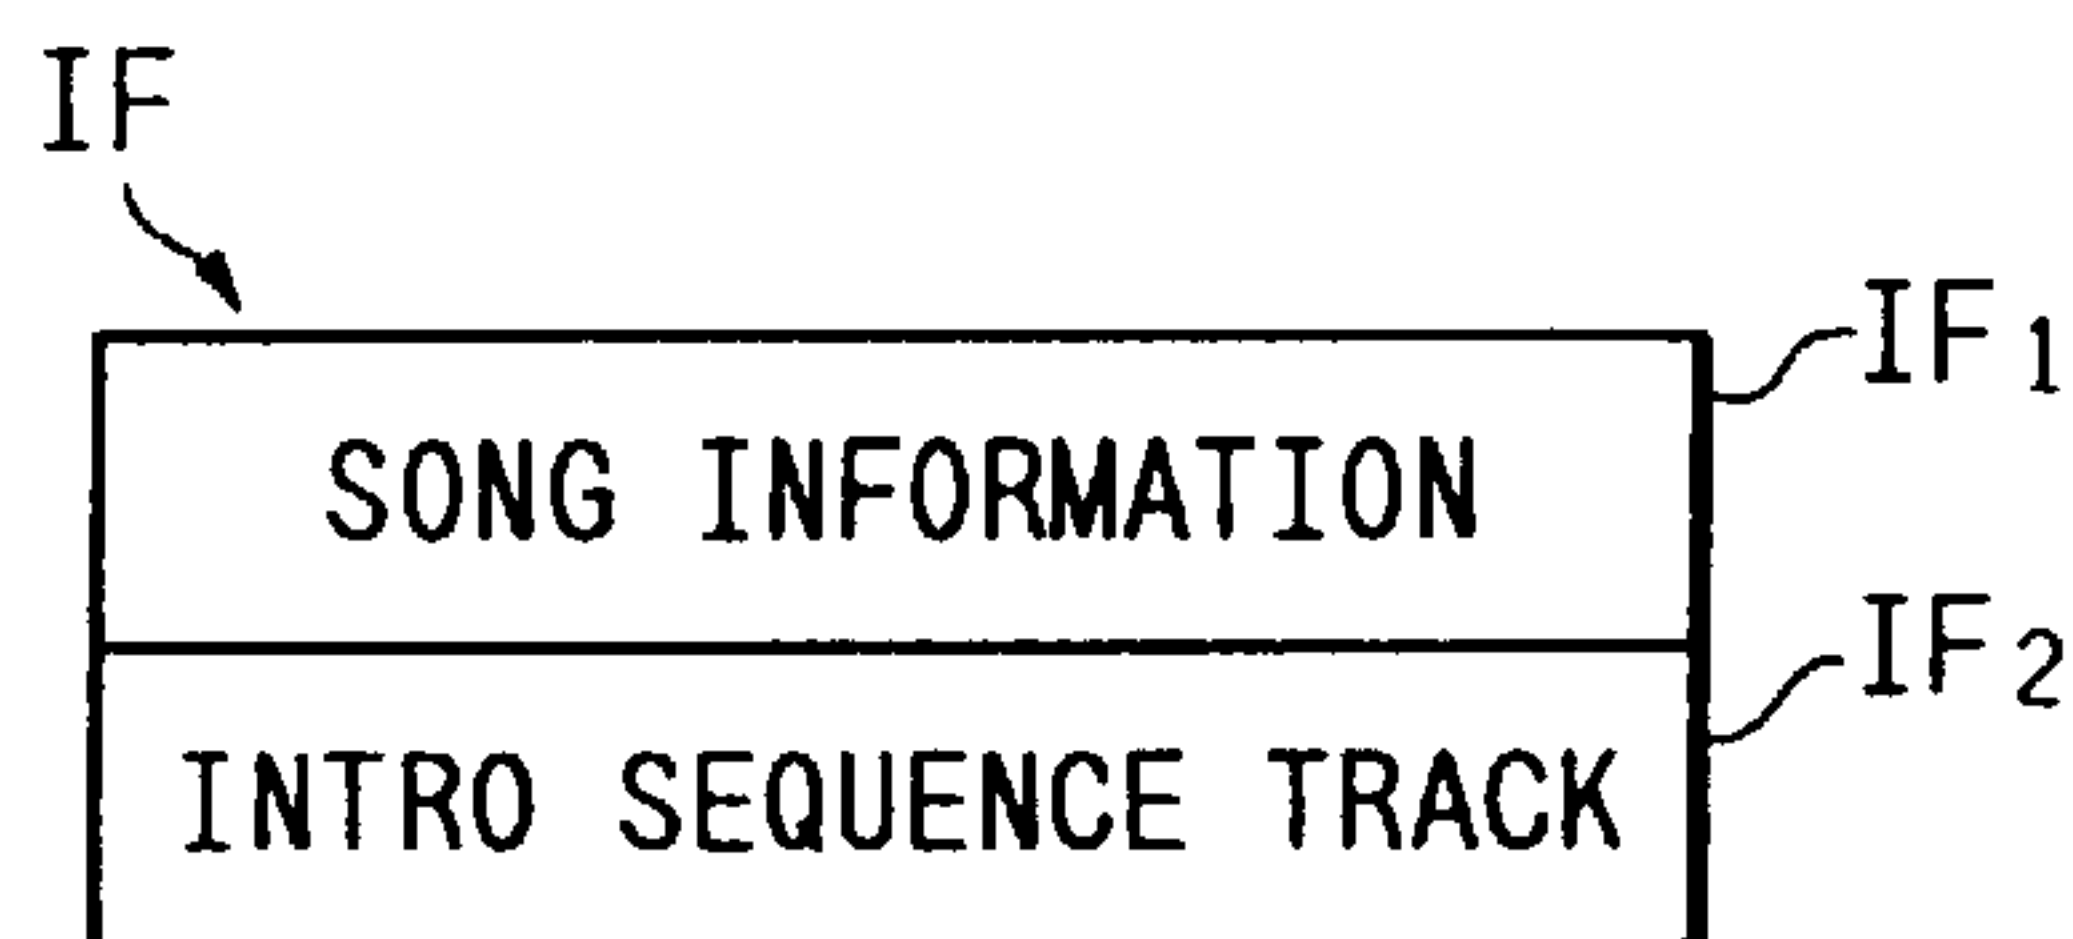 IF
IF1
SONG INFORMATION
IF2
INTRO SEQUENCE TRACK